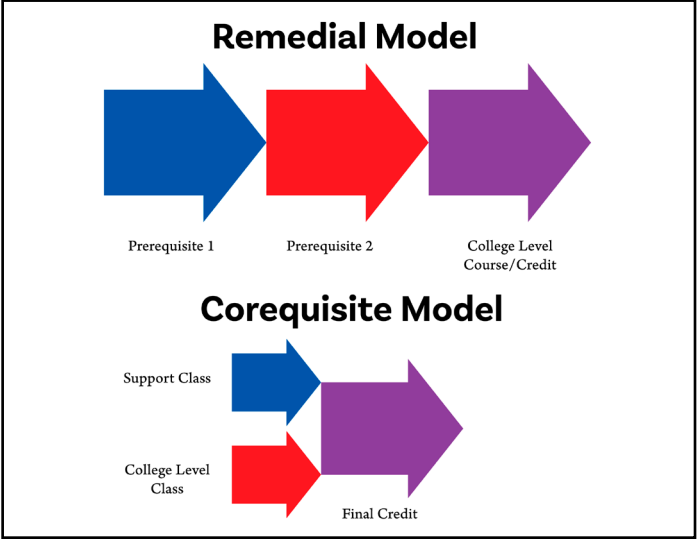 Remedial Model
Prerequisite 1
Prerequisite 2
College Level
Course/Credit
Corequisite Model
Support Class
College Level
Class
Final Credit